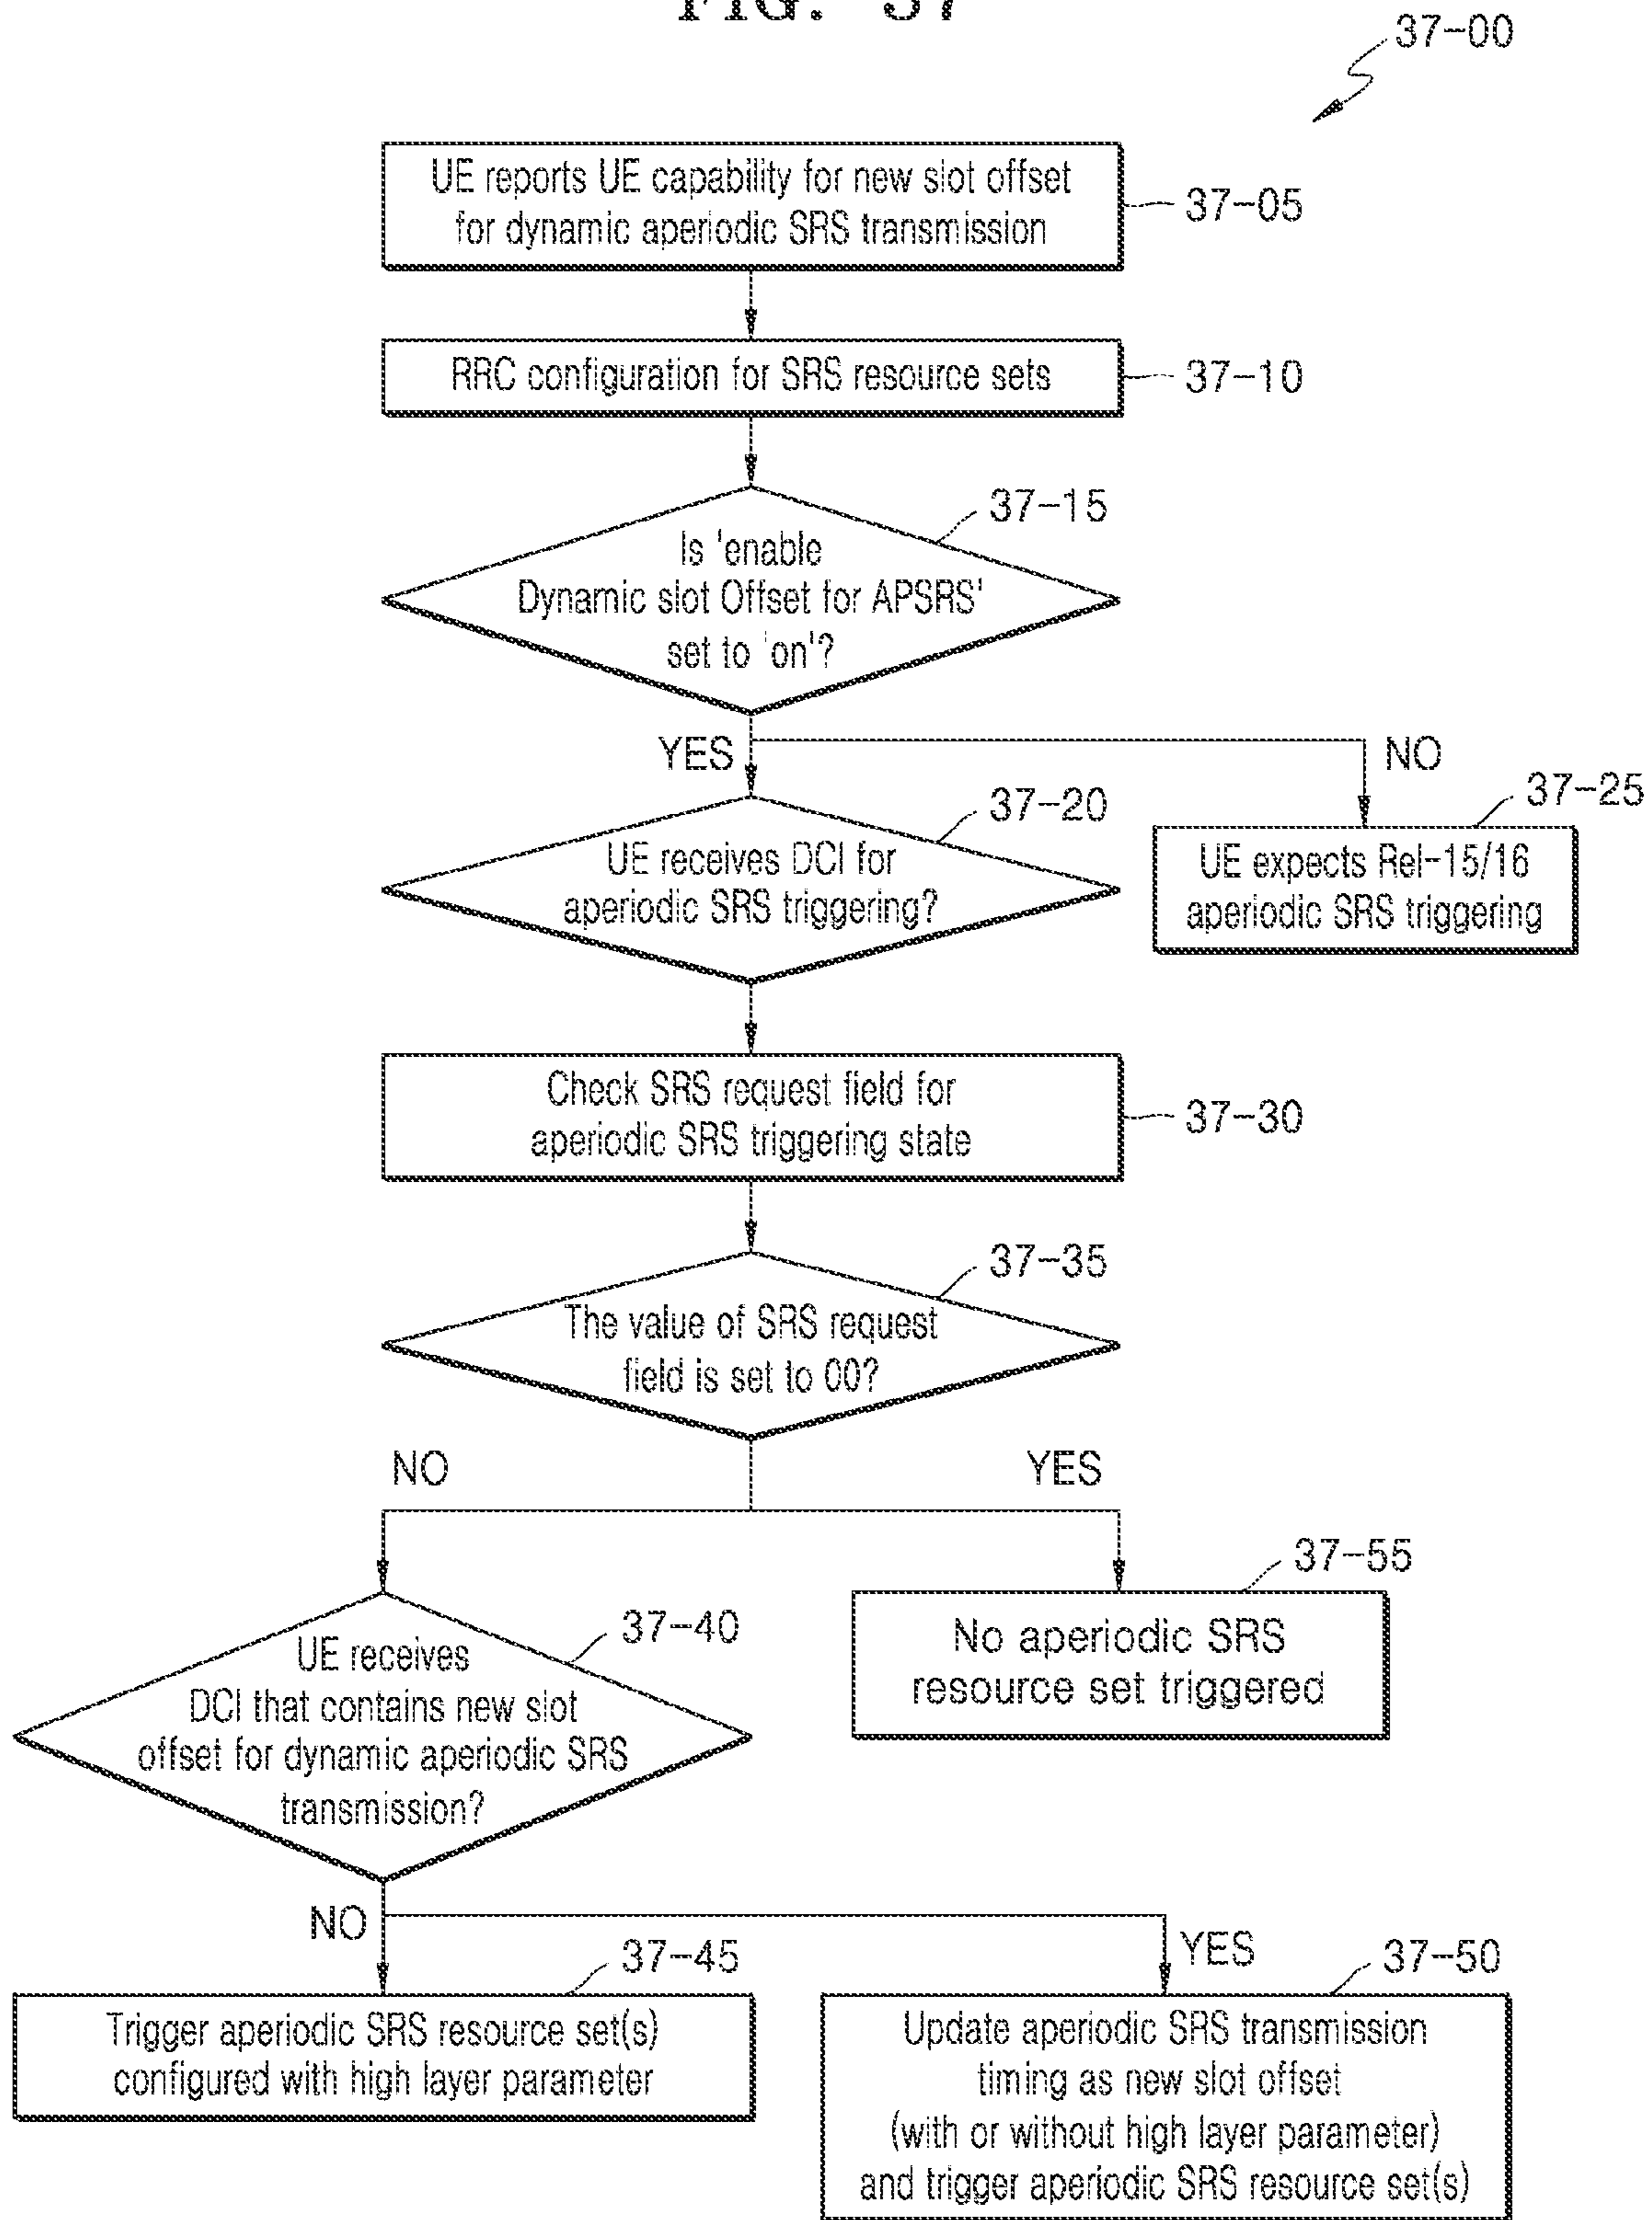 FIG. 37
37-00
UE reports UE capability for new slot offset
for dynamic aperiodic SRS transmission
37-05
RRC configuration for SRS resource sets
37-10
37-15
Is 'enable
Dynamic slot Offset for APSRS'
set to 'on'?
YES
NO
37-20
37-25
UE receives DCI for
aperiodic SRS triggering?
UE expects Rel-15/16
aperiodic SRS triggering
Check SRS request field for
aperiodic SRS triggering state
37-30
37-35
The value of SRS request
field is set to 00?
NO
YES
37-40
37-55
UE receives
DCI that contains new slot
offset for dynamic aperiodic SRS
transmission?
No aperiodic SRS
resource set triggered
NO
YES
37-45
37-50
Trigger aperiodic SRS resource set(s)
configured with high layer parameter
Update aperiodic SRS transmission
timing as new slot offset
(with or without high layer parameter)
and trigger aperiodic SRS resource set(s)